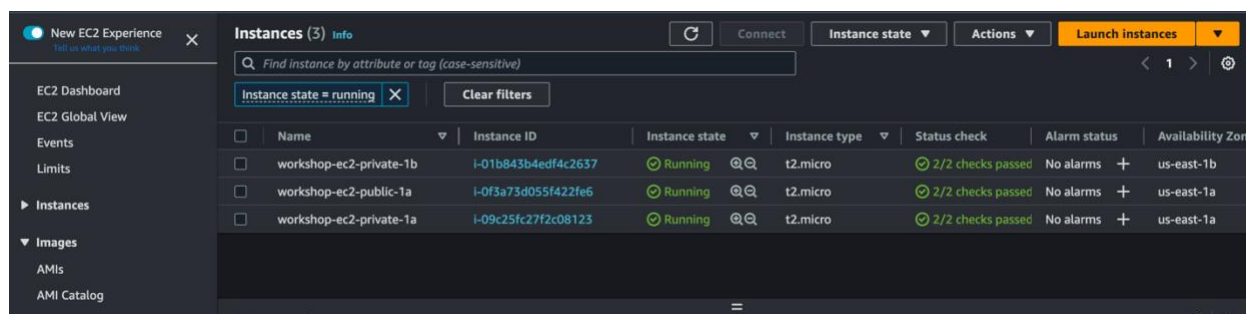 New EC2 Experience
Tell us what you think
EC2 Dashboard
EC2 Global View
Events
Limits
Instances
Images
AMIs
AMI Catalog
Instances (3) Info
Connect
Instance state
Actions
Launch instances
Find instance by attribute or tag (case-sensitive)
1
Instance state = running
Clear filters
Name Instance ID Instance state Instance type Status check Alarm status Availability Zon
workshop-ec2-private-1b i-01b843b4edf4c2637 Running t2.micro 2/2 checks passed No alarms + us-east-1b
workshop-ec2-public-1a i-0f3a73d055f422fe6 Running t2.micro 2/2 checks passed No alarms + us-east-1a
workshop-ec2-private-1a i-09c25fc27f2c08123 Running t2.micro 2/2 checks passed No alarms + us-east-1a